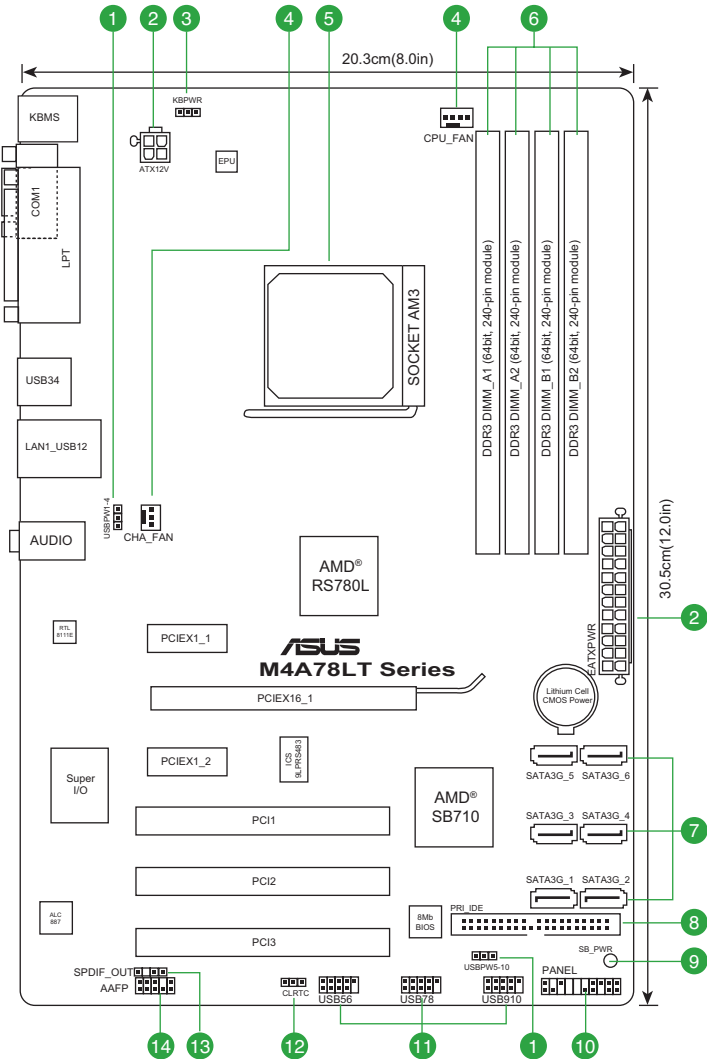 1
2
3
4
5
4
6
20.3cm(8.0in)
KBMS
KBPWR
ATX12V
EPU
CPU_FAN
COM1
LPT
SOCKET AM3
DDR3 DIMM_A1 (64bit, 240-pin module)
DDR3 DIMM_A2 (64bit, 240-pin module)
DDR3 DIMM_B1 (64bit, 240-pin module)
DDR3 DIMM_B2 (64bit, 240-pin module)
30.5cm(12.0in)
USB34
LAN1_USB12
USBPW1-4
CHA_FAN
AUDIO
AMD®
RS780L
EATXPWR
2
RTL
8111E
PCIEX1_1
ASUS
M4A78LT Series
PCIEX16_1
Lithium Cell
CMOS Power
Super
I/O
PCIEX1_2
ICS
9LPRS483
AMD®
SB710
SATA3G_5
SATA3G_6
SATA3G_3
SATA3G_4
7
PCI1
PCI2
PCI3
SATA3G_1
SATA3G_2
ALC
887
8Mb
BIOS
PRI_IDE
8
SB_PWR
9
USBPW5-10
SPDIF_OUT
AAFP
CLRTC
USB56
USB78
USB910
PANEL
14
13
12
11
1
10